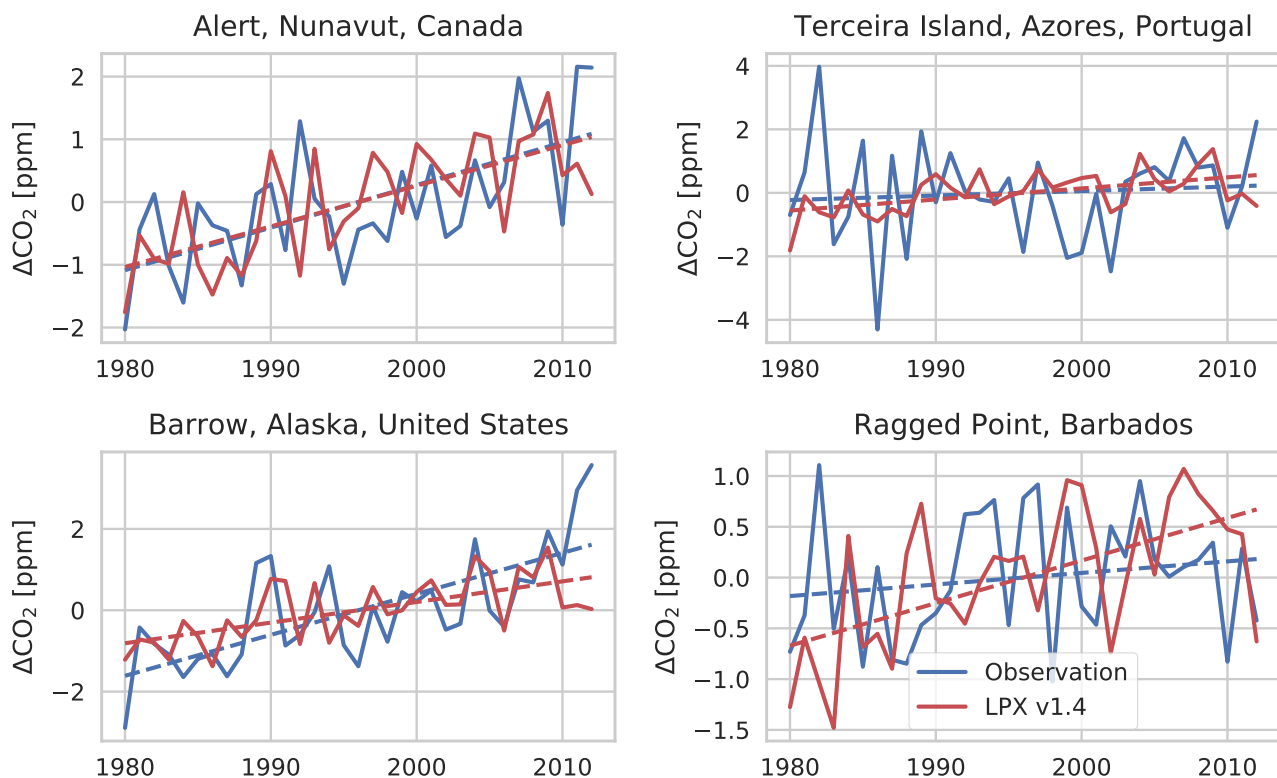 Alert, Nunavut, Canada
ΔCO₂ [ppm]
2
1
0
−1
−2
1980 1990 2000 2010
Terceira Island, Azores, Portugal
ΔCO₂ [ppm]
4
2
0
−2
−4
1980 1990 2000 2010
Barrow, Alaska, United States
ΔCO₂ [ppm]
2
0
−2
1980 1990 2000 2010
Ragged Point, Barbados
ΔCO₂ [ppm]
1.0
0.5
0.0
−0.5
−1.0
−1.5
1980 1990 2000 2010
Observation
LPX v1.4